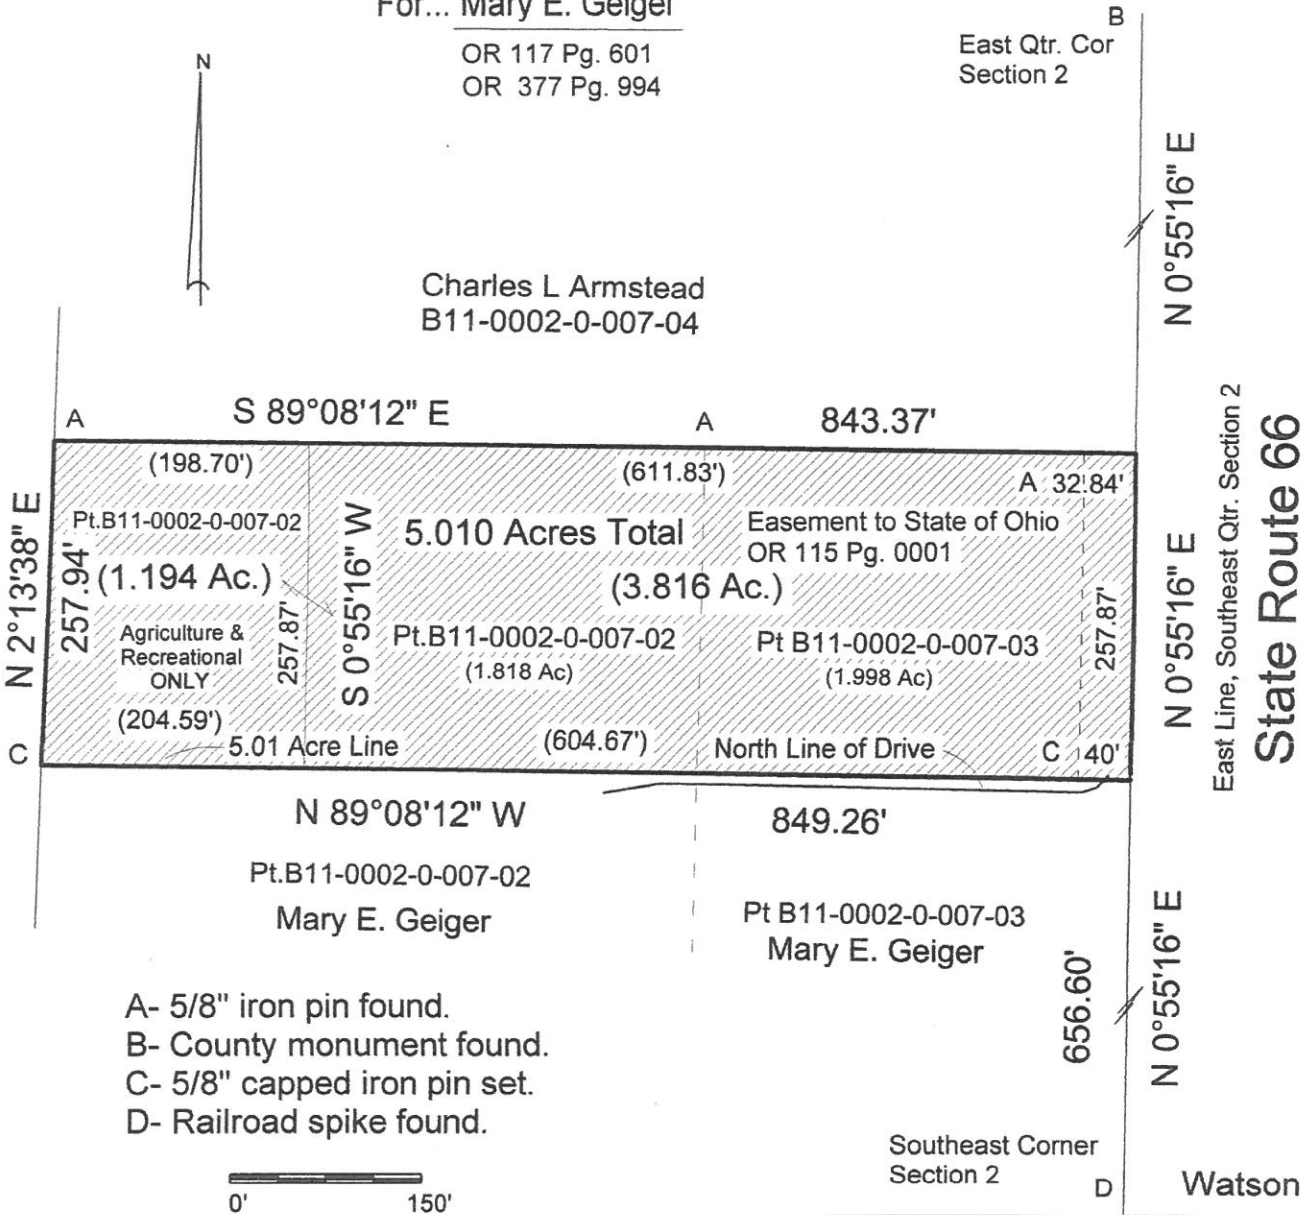 For... Mary E. Geiger
OR 117 Pg. 601
OR 377 Pg. 994
B
East Qtr. Cor
Section 2
N
N 0°55'16" E
Charles L Armstead
B11-0002-0-007-04
A
S 89°08'12" E
A
843.37'
(198.70')
(611.83')
A 32.84'
Pt.B11-0002-0-007-02
5.010 Acres Total
Easement to State of Ohio
OR 115 Pg. 0001
N 2°13'38" E
257.94'
(1.194 Ac.)
S 0°55'16" W
257.87'
(3.816 Ac.)
Agriculture &
Recreational
ONLY
Pt.B11-0002-0-007-02
(1.818 Ac)
Pt B11-0002-0-007-03
(1.998 Ac)
257.87'
N 0°55'16" E
East Line, Southeast Qtr. Section 2
State Route 66
(204.59')
5.01 Acre Line
(604.67')
North Line of Drive
C 40'
C
N 89°08'12" W
849.26'
Pt.B11-0002-0-007-02
Mary E. Geiger
Pt B11-0002-0-007-03
Mary E. Geiger
656.60'
N 0°55'16" E
A- 5/8" iron pin found.
B- County monument found.
C- 5/8" capped iron pin set.
D- Railroad spike found.
0' 150'
Southeast Corner
Section 2
D
Watson